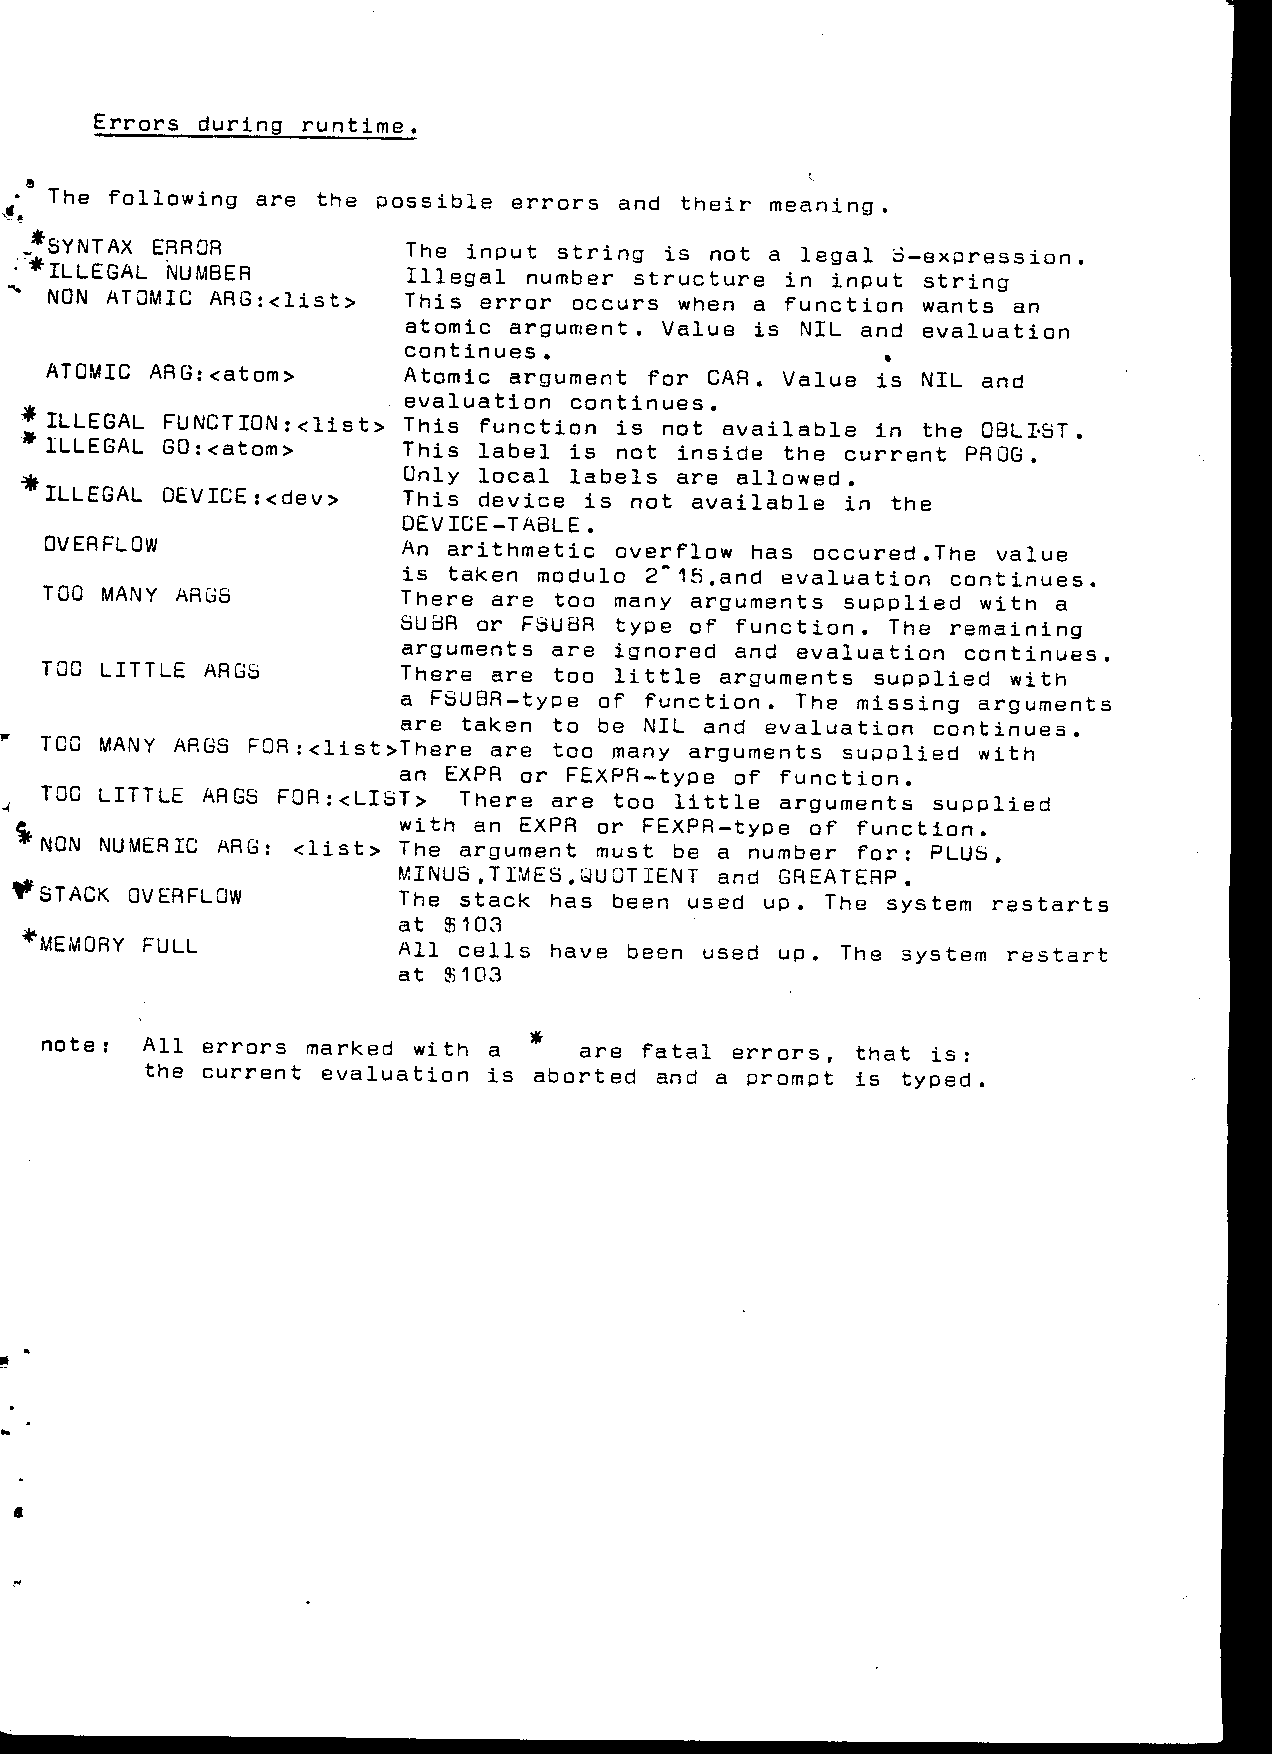 Errors during runtime.
The following are the possible errors and their meaning.
*SYNTAX ERROR The input string is not a legal S-expression.
*ILLEGAL NUMBER Illegal number structure in input string
NON ATOMIC ARG:<list> This error occurs when a function wants an
atomic argument. Value is NIL and evaluation
continues.
ATOMIC ARG:<atom> Atomic argument for CAR. Value is NIL and
evaluation continues.
*ILLEGAL FUNCTION:<list> This function is not available in the OBLIST.
*ILLEGAL GO:<atom> This label is not inside the current PROG.
Only local labels are allowed.
*ILLEGAL DEVICE:<dev> This device is not available in the
DEVICE-TABLE.
OVERFLOW An arithmetic overflow has occured.The value
is taken modulo 2^15,and evaluation continues.
TOO MANY ARGS There are too many arguments supplied with a
SUBR or FSUBR type of function. The remaining
arguments are ignored and evaluation continues.
TOO LITTLE ARGS There are too little arguments supplied with
a FSUBR-type of function. The missing arguments
are taken to be NIL and evaluation continues.
TOO MANY ARGS FOR:<list>There are too many arguments supplied with
an EXPR or FEXPR-type of function.
TOO LITTLE ARGS FOR:<LIST> There are too little arguments supplied
with an EXPR or FEXPR-type of function.
*NON NUMERIC ARG: <list> The argument must be a number for: PLUS,
MINUS,TIMES,QUOTIENT and GREATERP.
*STACK OVERFLOW The stack has been used up. The system restarts
at $103
*MEMORY FULL All cells have been used up. The system restart
at $103
note: All errors marked with a * are fatal errors, that is:
the current evaluation is aborted and a prompt is typed.